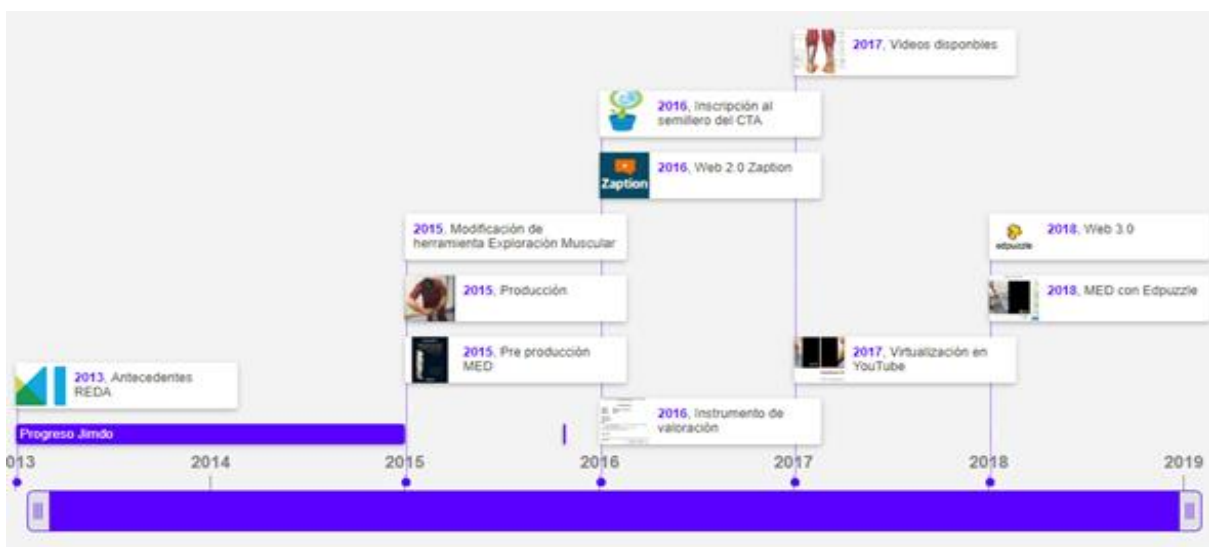 2017, Videos disponbles
2016, Inscripción al
semillero del CTA
Zaption
2016, Web 2.0 Zaption
2015, Modificación de
herramienta Exploración Muscular
edpuzzle
2018, Web 3.0
2015, Producción
2018, MED con Edpuzzle
2015, Pre producción
MED
2017, Virtualización en
YouTube
2013, Antecedentes
REDA
2016, Instrumento de
valoración
Progreso Jimdo
013 2014 2015 2016 2017 2018 2019